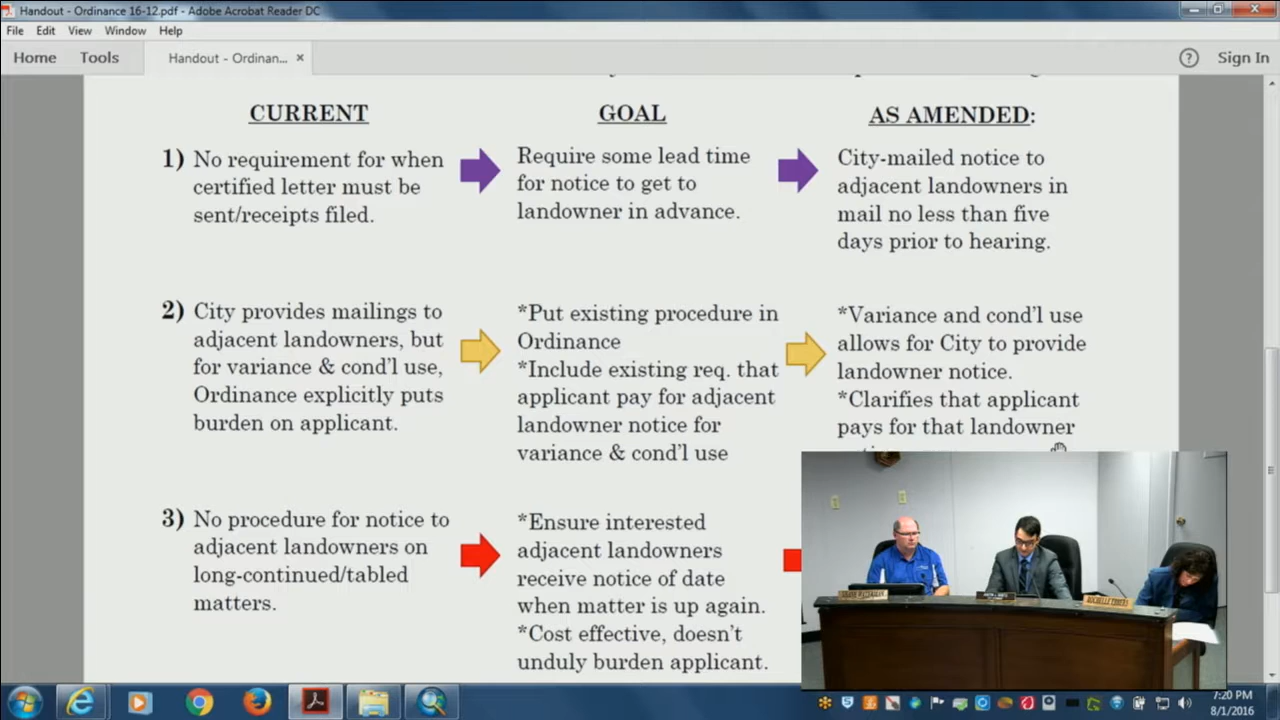 Handout - Ordinance 16-12.pdf - Adobe Acrobat Reader DC
File Edit View Window Help
Home Tools Handout - Ordinan... × ? Sign In
CURRENT GOAL AS AMENDED:
1) No requirement for when
certified letter must be
sent/receipts filed.
Require some lead time
for notice to get to
landowner in advance.
City-mailed notice to
adjacent landowners in
mail no less than five
days prior to hearing.
2) City provides mailings to
adjacent landowners, but
for variance & cond'l use,
Ordinance explicitly puts
burden on applicant.
*Put existing procedure in
Ordinance
*Include existing req. that
applicant pay for adjacent
landowner notice for
variance & cond'l use
*Variance and cond'l use
allows for City to provide
landowner notice.
*Clarifies that applicant
pays for that landowner
3) No procedure for notice to
adjacent landowners on
long-continued/tabled
matters.
*Ensure interested
adjacent landowners
receive notice of date
when matter is up again.
*Cost effective, doesn't
unduly burden applicant.
7:20 PM
8/1/2016